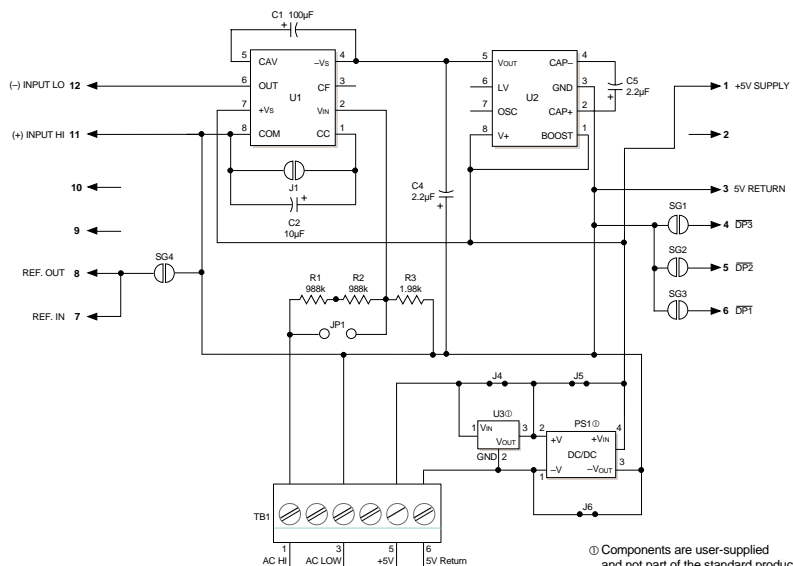 C1 100µF
5 CAV
–VS 4
6 OUT
CF 3
U1
7 +VS
VIN 2
8 COM
CC 1
J1
C2
10µF
5 VOUT
CAP– 4
6 LV
GND 3
U2
7 OSC
CAP+ 2
8 V+
BOOST 1
C5
2.2µF
C4
2.2µF
(–) INPUT LO 12
(+) INPUT HI 11
10
9
REF. OUT 8
REF. IN 7
SG4
1 +5V SUPPLY
2
3 5V RETURN
SG1
4 DP3
SG2
5 DP2
SG3
6 DP1
R1
988k
R2
988k
R3
1.98k
JP1
J4
J5
U3①
1 VIN
3
VOUT
GND 2
PS1①
2 +V
+VIN 4
DC/DC
1 –V
–VOUT 3
J6
TB1
1
AC HI
3
AC LOW
5
+5V
6
5V Return
① Components are user-supplied
and not part of the standard produc